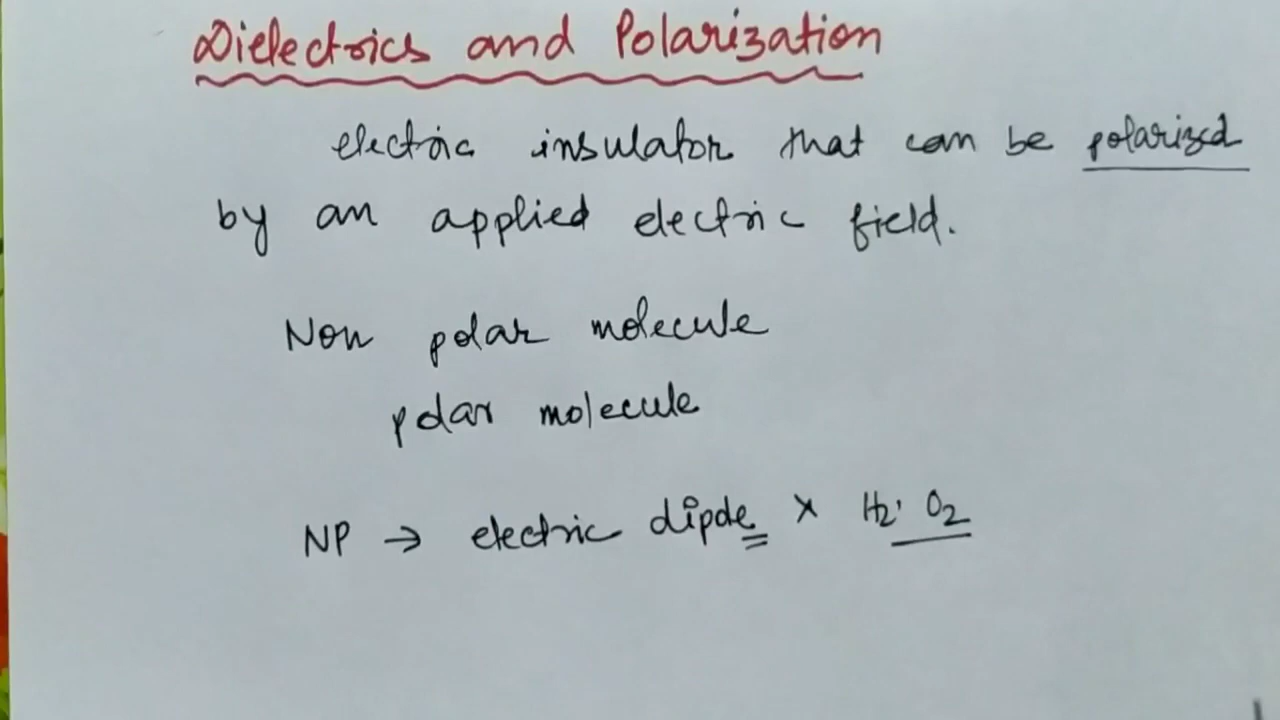 Dielectrics and Polarization
electric insulator that can be polarized
by an applied electric field.
Non polar molecule
polar molecule
NP → electric dipole × H₂, O₂